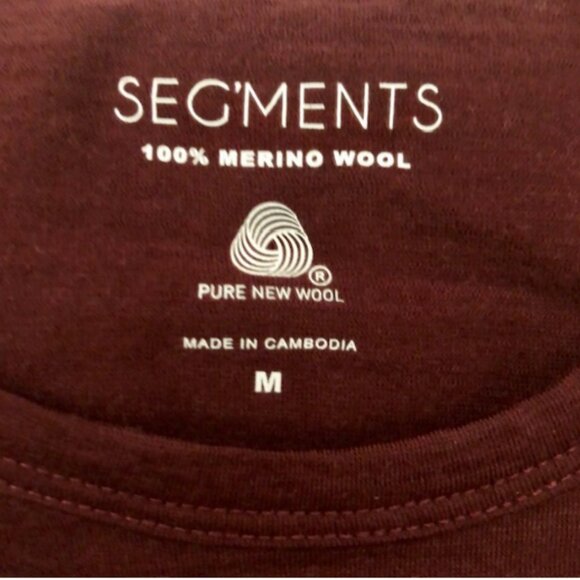 SEG'MENTS
100% MERINO WOOL
®
PURE NEW WOOL
MADE IN CAMBODIA
M